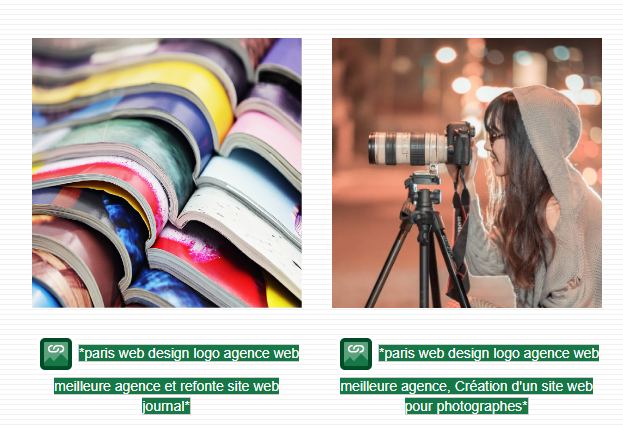 *paris web design logo agence web
meilleure agence et refonte site web
journal*
*paris web design logo agence web
meilleure agence, Création d'un site web
pour photographes*